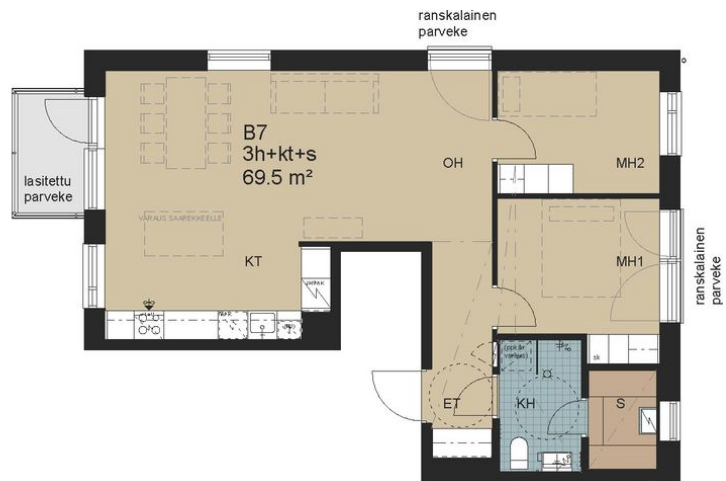 ranskalainen
parveke
B7
3h+kt+s
69.5 m²
OH
MH2
lasitettu
parveke
VARAUS SAAREKKEELLE
KT
MH1
ranskalainen
parveke
sk
ET
KH
S